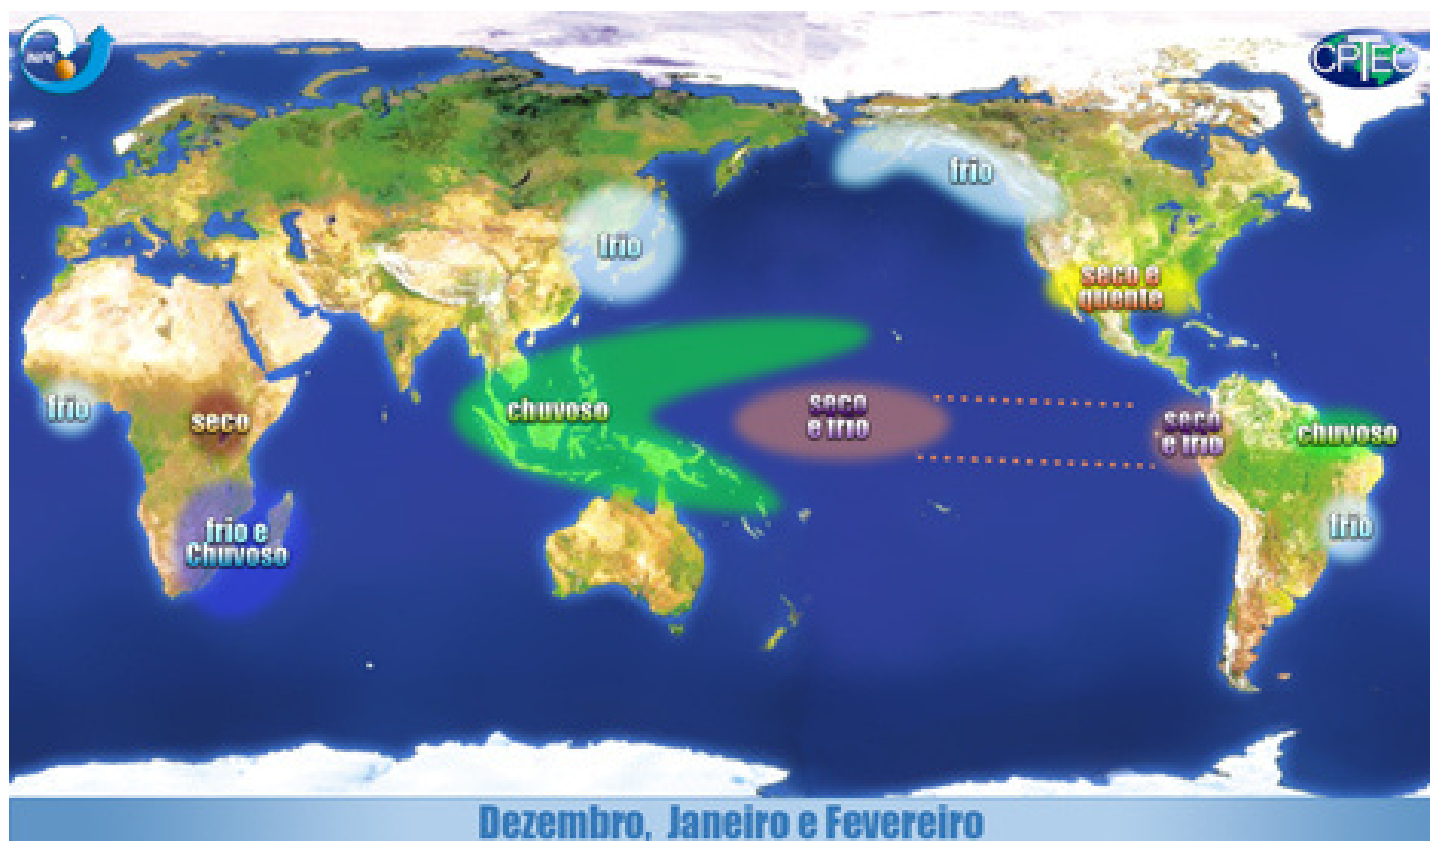 INPE
CPTEC
frio
frio
seco e
quente
frio
seco
chuvoso
seco
e frio
seco
e frio
chuvoso
frio e
Chuvoso
frio
Dezembro, Janeiro e Fevereiro